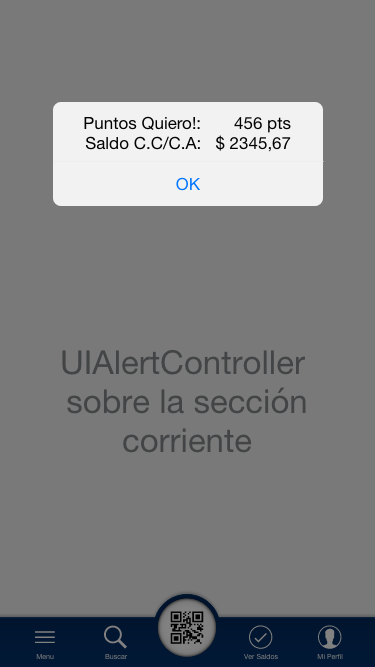 Puntos Quiero!: 456 pts
Saldo C.C/C.A: $ 2345,67
OK
UIAlertController
sobre la sección
corriente
Menu
Buscar
Ver Saldos
Mi Perfil